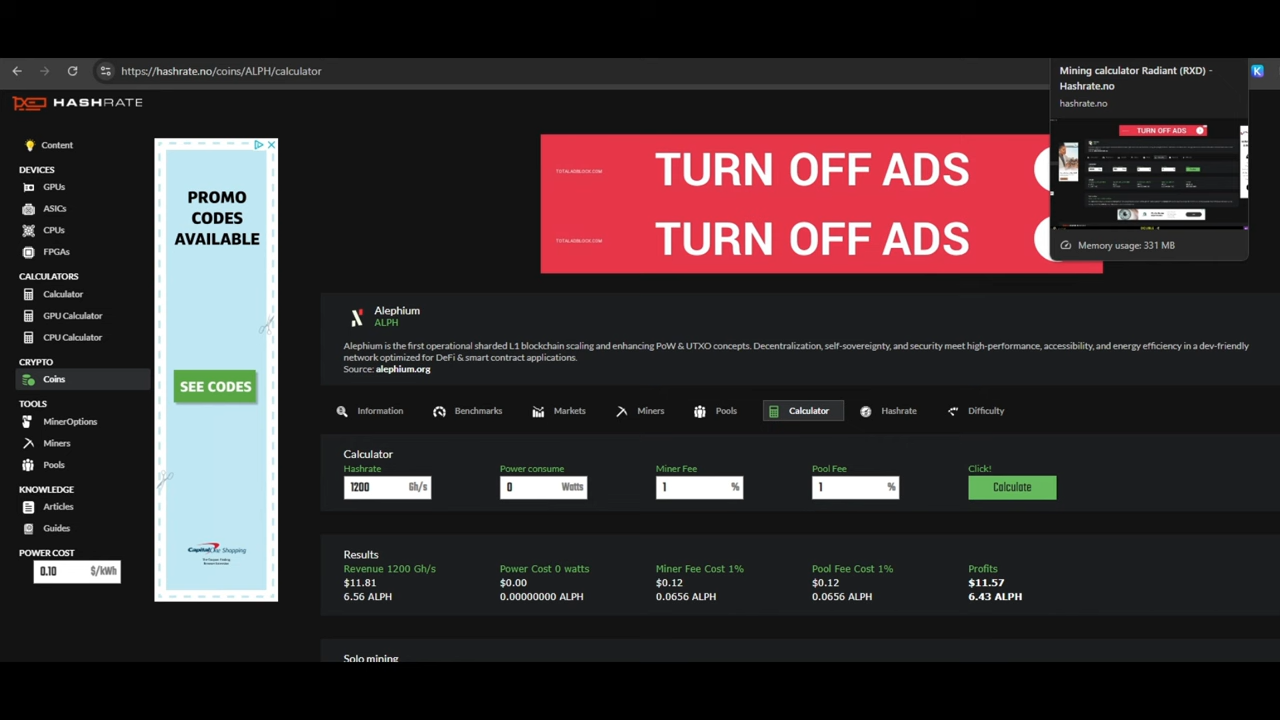 https://hashrate.no/coins/ALPH/calculator
Mining calculator Radiant (RXD) -
Hashrate.no
hashrate.no
TURN OFF ADS
Memory usage: 331 MB
K
HASHRATE
Content
DEVICES
GPUs
ASICs
CPUs
FPGAs
CALCULATORS
Calculator
GPU Calculator
CPU Calculator
CRYPTO
Coins
TOOLS
MinerOptions
Miners
Pools
KNOWLEDGE
Articles
Guides
POWER COST
0.10 $/kWh
PROMO
CODES
AVAILABLE
SEE CODES
Capital One Shopping
TOTALADBLOCK.COM TURN OFF ADS
TOTALADBLOCK.COM TURN OFF ADS
Alephium
ALPH
Alephium is the first operational sharded L1 blockchain scaling and enhancing PoW & UTXO concepts. Decentralization, self-sovereignty, and security meet high-performance, accessibility, and energy efficiency in a dev-friendly
network optimized for DeFi & smart contract applications.
Source: alephium.org
Information Benchmarks Markets Miners Pools Calculator Hashrate Difficulty
Calculator
Hashrate Power consume Miner Fee Pool Fee Click!
1200 Gh/s 0 Watts 1 % 1 % Calculate
Results
Revenue 1200 Gh/s Power Cost 0 watts Miner Fee Cost 1% Pool Fee Cost 1% Profits
$11.81 $0.00 $0.12 $0.12 $11.57
6.56 ALPH 0.00000000 ALPH 0.0656 ALPH 0.0656 ALPH 6.43 ALPH
Solo mining